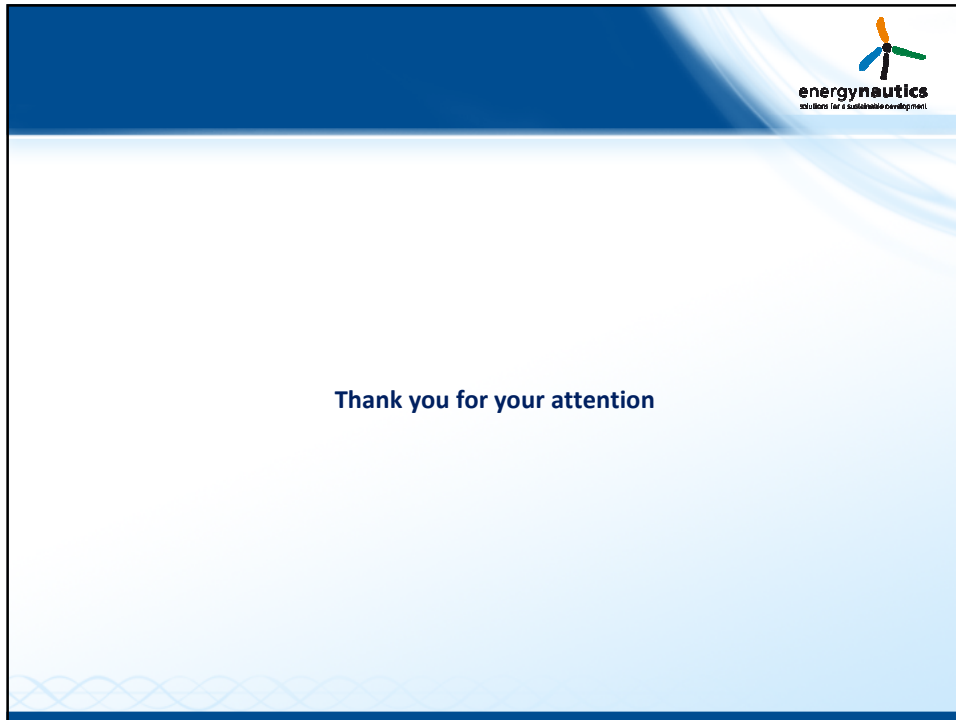 energynautics
solutions for a sustainable development
Thank you for your attention